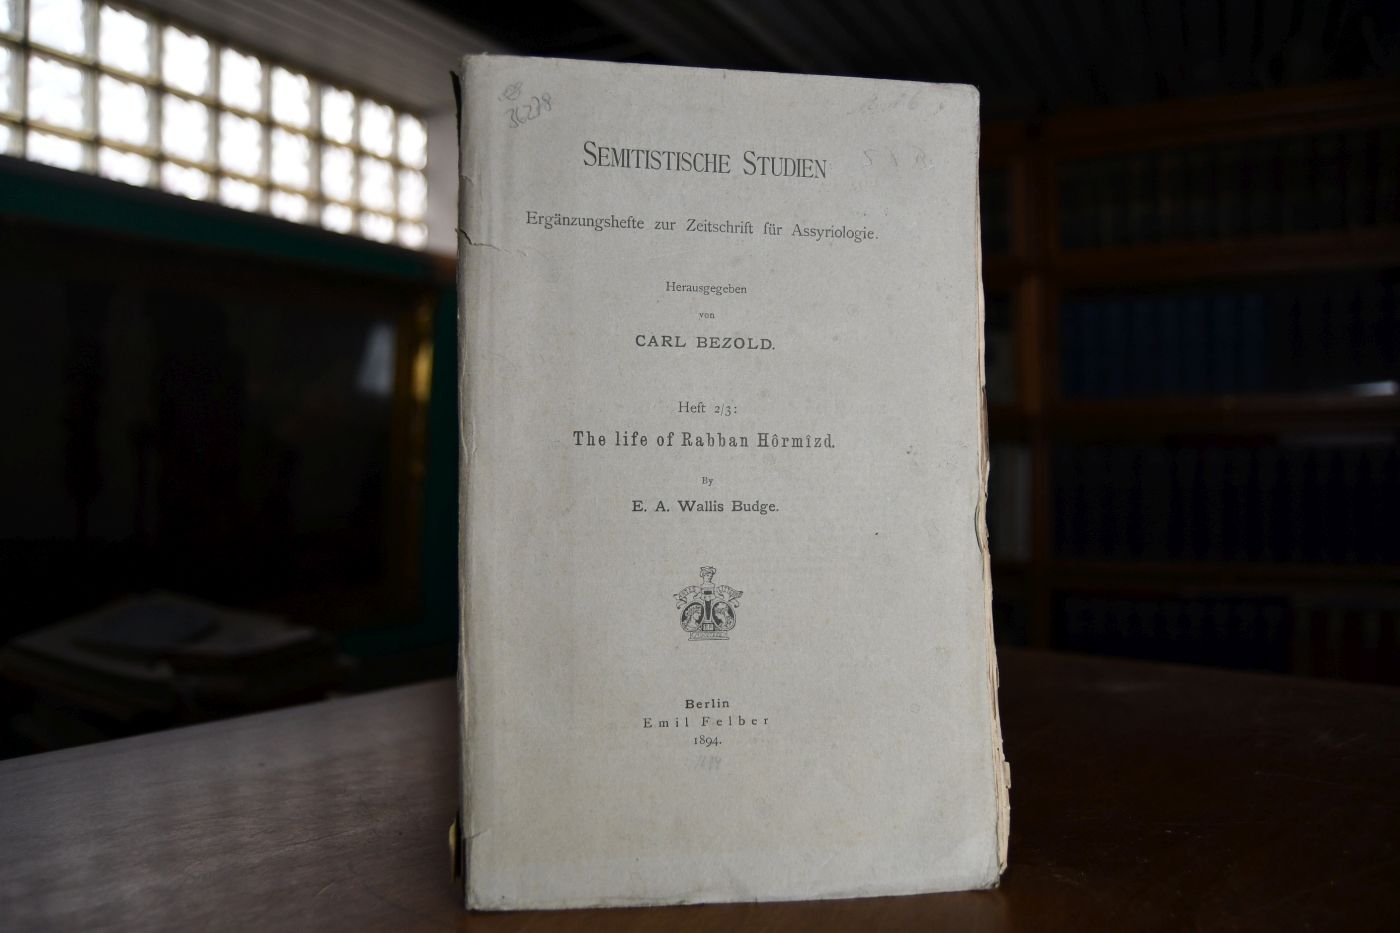 36278
SEMITISTISCHE STUDIEN
Ergänzungshefte zur Zeitschrift für Assyriologie.
Herausgegeben
von
CARL BEZOLD.
Heft 2/3:
The life of Rabban Hôrmîzd.
By
E. A. Wallis Budge.
Berlin
Emil Felber
1894.